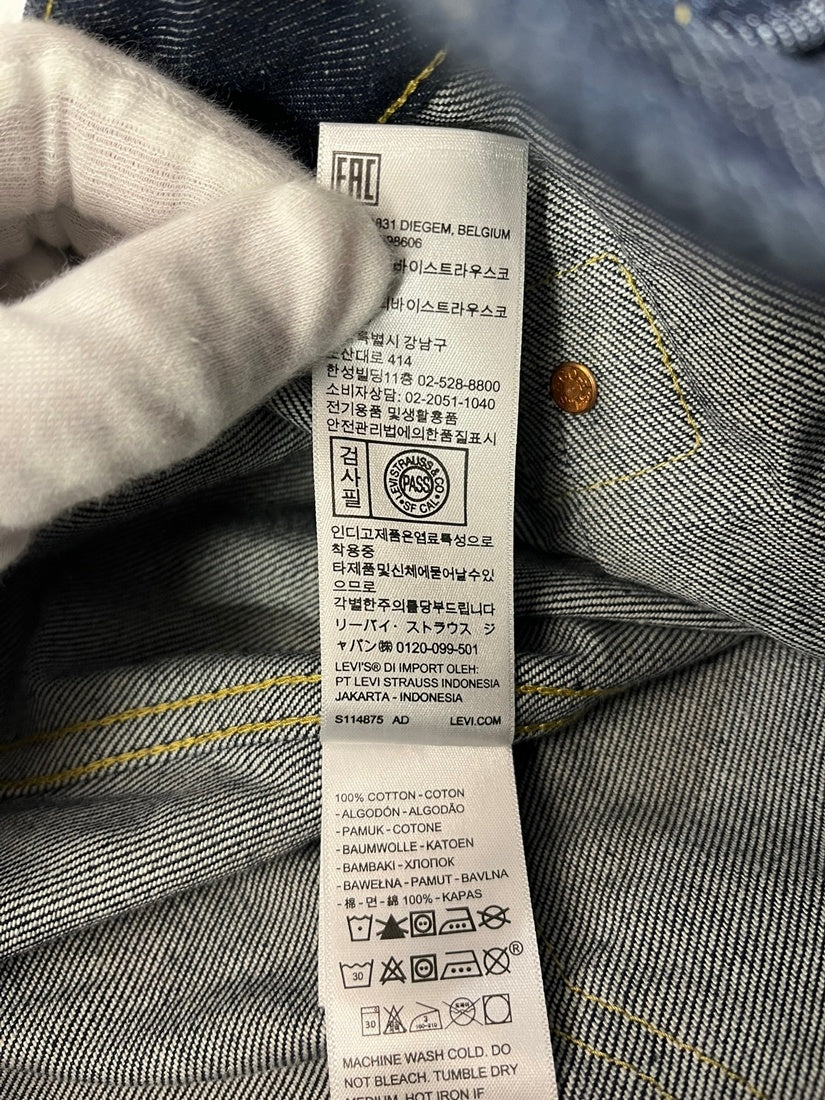 EAC
831 DIEGEM, BELGIUM
98606
바이스트라우스코
바이스트라우스코
특별시 강남구
산대로 414
한성빌딩11층 02-528-8800
소비자상담: 02-2051-1040
전기용품 및생활용품
안전관리법에의한품질표시
검사필
LEVI STRAUSS & CO
PASS
SF CAL
인디고제품은염료특성으로
착용중
타제품및신체에묻어날수있
으므로
각별한주의를당부드립니다
リーバイ・ストラウス ジ
ャパン㈱ 0120-099-501
LEVI'S® DI IMPORT OLEH:
PT LEVI STRAUSS INDONESIA
JAKARTA - INDONESIA
S114875 AD LEVI.COM
100% COTTON - COTON
- ALGODÓN - ALGODÃO
- PAMUK - COTONE
- BAUMWOLLE - KATOEN
- BAMBAKI - ХЛОПОК
- BAWEŁNA - PAMUT - BAVLNA
- 棉 - 면 - 綿 100% - KAPAS
30 ®
30 3
MACHINE WASH COLD. DO
NOT BLEACH. TUMBLE DRY
MEDIUM. HOT IRON IF